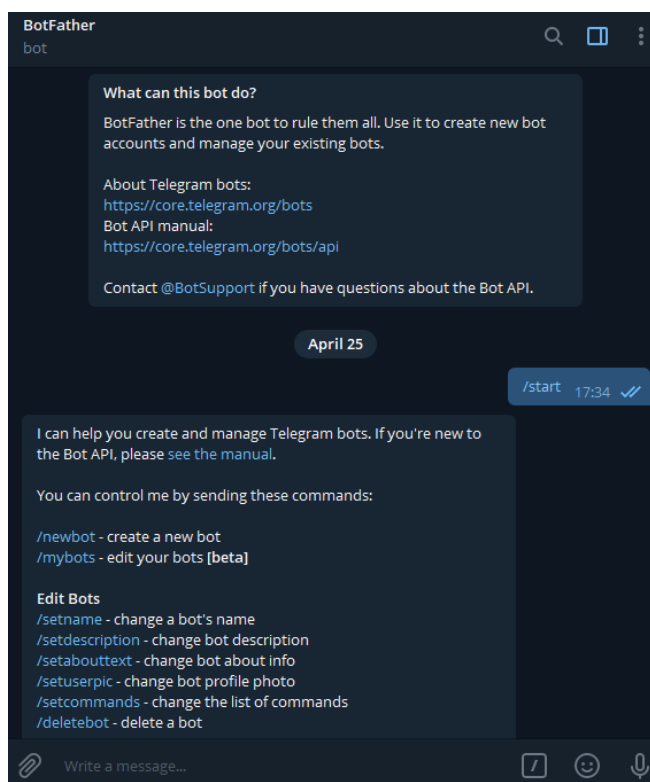 BotFather
bot
What can this bot do?
BotFather is the one bot to rule them all. Use it to create new bot
accounts and manage your existing bots.
About Telegram bots:
https://core.telegram.org/bots
Bot API manual:
https://core.telegram.org/bots/api
Contact @BotSupport if you have questions about the Bot API.
April 25
/start 17:34
I can help you create and manage Telegram bots. If you're new to
the Bot API, please see the manual.
You can control me by sending these commands:
/newbot - create a new bot
/mybots - edit your bots [beta]
Edit Bots
/setname - change a bot's name
/setdescription - change bot description
/setabouttext - change bot about info
/setuserpic - change bot profile photo
/setcommands - change the list of commands
/deletebot - delete a bot
Write a message...